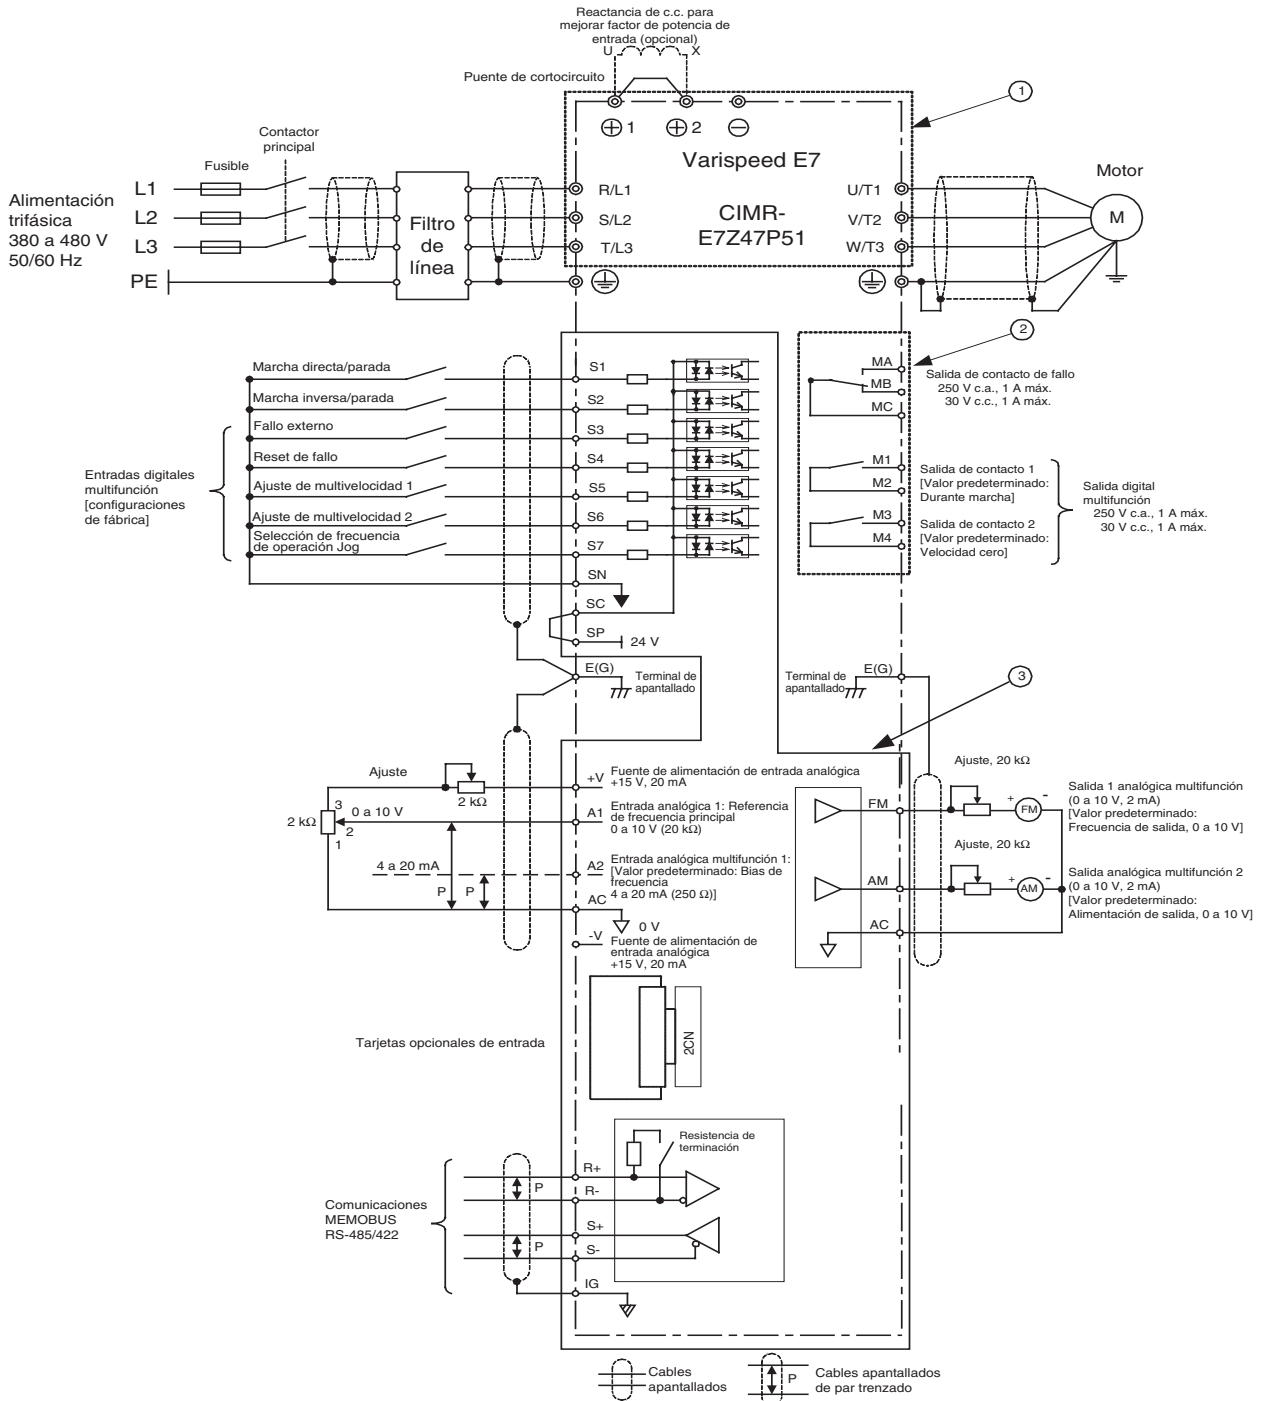 Reactancia de c.c. para
mejorar factor de potencia de
entrada (opcional)
U X
Puente de cortocircuito
1
1 2
Contactor
principal
Fusible
Varispeed E7
Motor
Alimentación
trifásica
380 a 480 V
50/60 Hz
L1
L2
L3
PE
Filtro
de
línea
R/L1
S/L2
T/L3
CIMR-
E7Z47P51
U/T1
V/T2
W/T3
M
2
Marcha directa/parada
S1
Marcha inversa/parada
S2
Fallo externo
S3
Reset de fallo
S4
Ajuste de multivelocidad 1
S5
Ajuste de multivelocidad 2
S6
Selección de frecuencia
de operación Jog
S7
Entradas digitales
multifunción
[configuraciones
de fábrica]
SN
SC
SP
24 V
E(G)
Terminal de
apantallado
MA
MB
MC
Salida de contacto de fallo
250 V c.a., 1 A máx.
30 V c.c., 1 A máx.
M1
M2
Salida de contacto 1
[Valor predeterminado:
Durante marcha]
M3
M4
Salida de contacto 2
[Valor predeterminado:
Velocidad cero]
Salida digital
multifunción
250 V c.a., 1 A máx.
30 V c.c., 1 A máx.
Terminal de
apantallado
E(G)
3
Ajuste
2 kΩ
3
2 kΩ
0 a 10 V
2
1
4 a 20 mA
P P
+V
Fuente de alimentación de entrada analógica
+15 V, 20 mA
A1
Entrada analógica 1: Referencia
de frecuencia principal
0 a 10 V (20 kΩ)
A2
Entrada analógica multifunción 1:
[Valor predeterminado: Bias de
frecuencia
4 a 20 mA (250 Ω)]
AC
0 V
-V
Fuente de alimentación de
entrada analógica
+15 V, 20 mA
FM
Ajuste, 20 kΩ
+ FM -
Salida 1 analógica multifunción
(0 a 10 V, 2 mA)
[Valor predeterminado:
Frecuencia de salida, 0 a 10 V]
AM
Ajuste, 20 kΩ
+ AM -
Salida analógica multifunción 2
(0 a 10 V, 2 mA)
[Valor predeterminado:
Alimentación de salida, 0 a 10 V]
AC
Tarjetas opcionales de entrada
2CN
Resistencia de
terminación
Comunicaciones
MEMOBUS
RS-485/422
R+
P
R-
S+
P
S-
IG
Cables
apantallados
P
Cables apantallados
de par trenzado